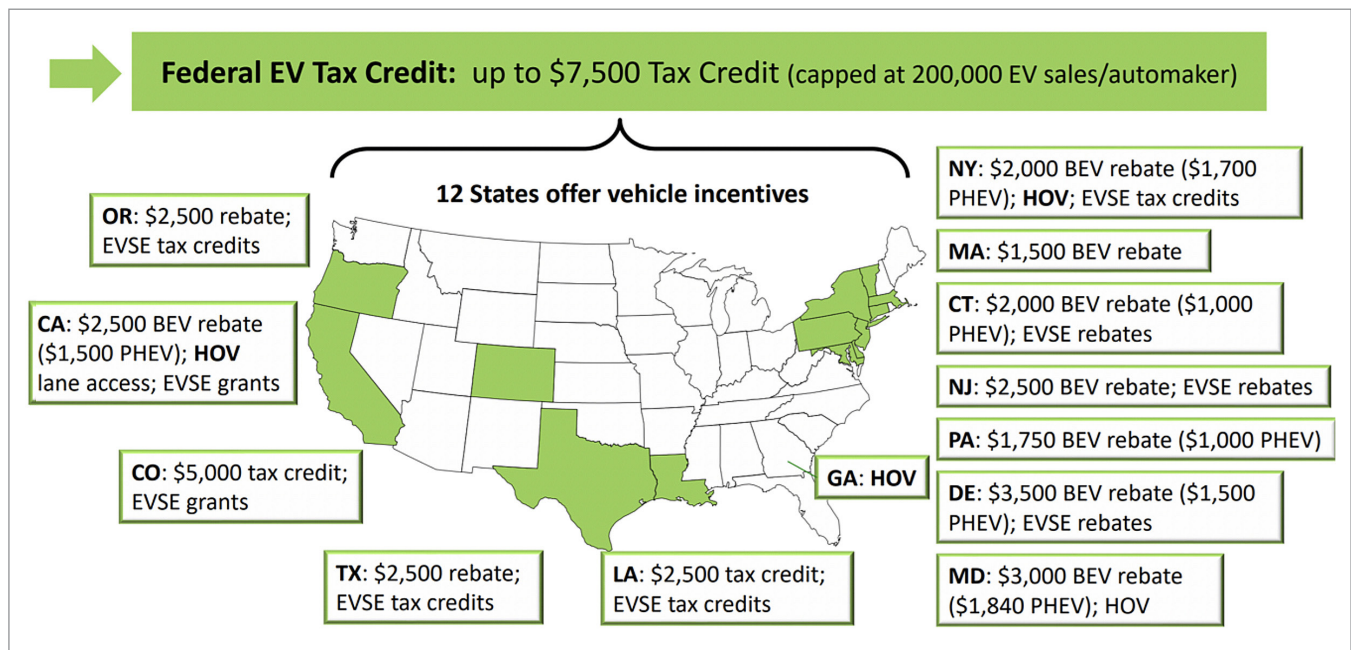 Federal EV Tax Credit: up to $7,500 Tax Credit (capped at 200,000 EV sales/automaker)
12 States offer vehicle incentives
OR: $2,500 rebate;
EVSE tax credits
CA: $2,500 BEV rebate
($1,500 PHEV); HOV
lane access; EVSE grants
CO: $5,000 tax credit;
EVSE grants
TX: $2,500 rebate;
EVSE tax credits
LA: $2,500 tax credit;
EVSE tax credits
GA: HOV
NY: $2,000 BEV rebate ($1,700
PHEV); HOV; EVSE tax credits
MA: $1,500 BEV rebate
CT: $2,000 BEV rebate ($1,000
PHEV); EVSE rebates
NJ: $2,500 BEV rebate; EVSE rebates
PA: $1,750 BEV rebate ($1,000 PHEV)
DE: $3,500 BEV rebate ($1,500
PHEV); EVSE rebates
MD: $3,000 BEV rebate
($1,840 PHEV); HOV